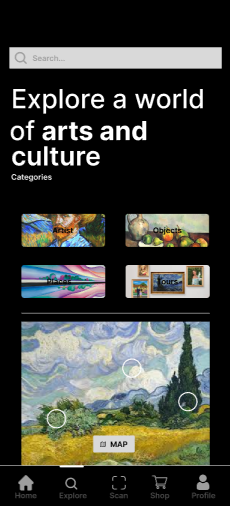 Search...
Explore a world
of arts and
culture
Categories
Artist
Objects
Places
Tours
MAP
Home
Explore
Scan
Shop
Profile